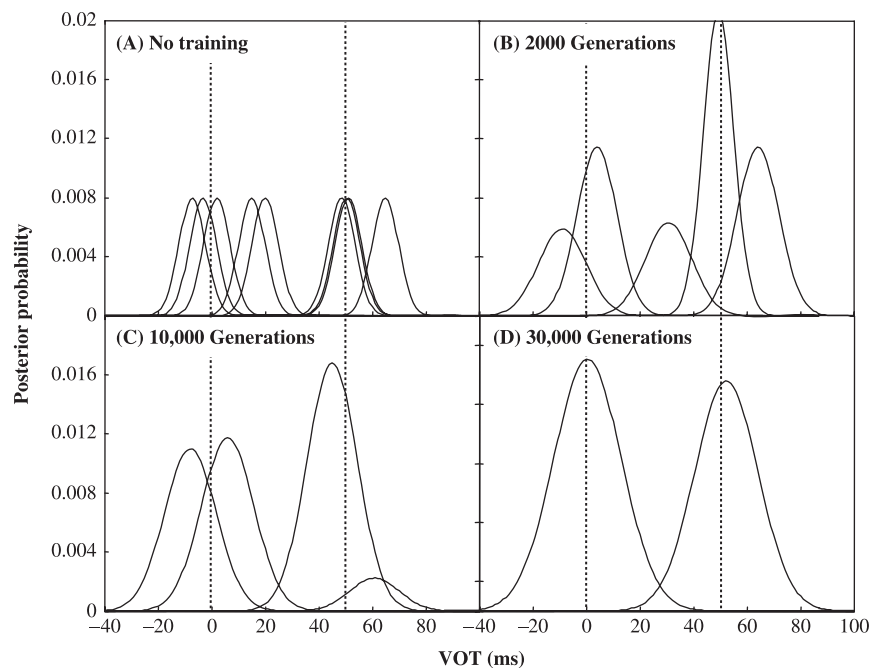 0.02
(A) No training
(B) 2000 Generations
0.016
0.012
0.008
0.004
0
(C) 10,000 Generations
(D) 30,000 Generations
0.016
0.012
0.008
0.004
0
Posterior probability
−40 −20 0 20 40 60 80 −40 −20 0 20 40 60 80 100
VOT (ms)